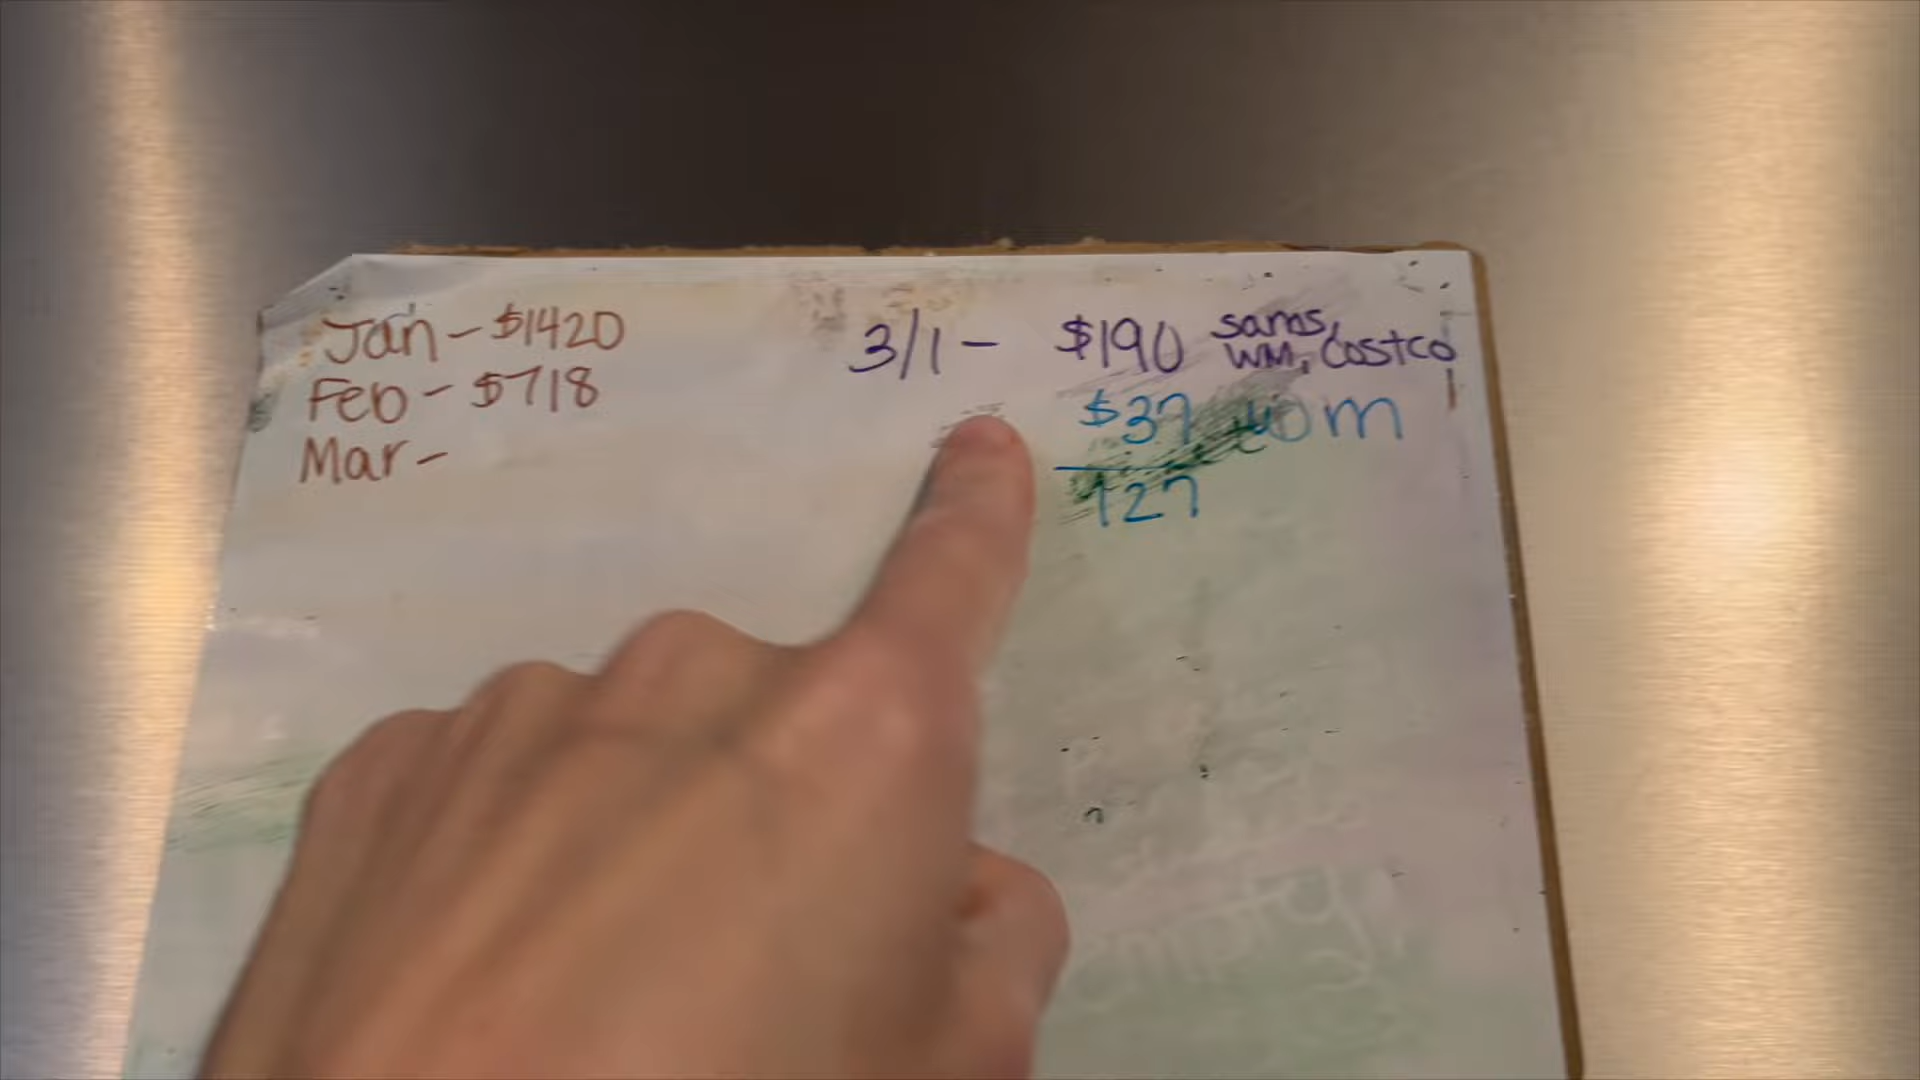 Jan - $1420
Feb - $718
Mar -
3/1 - $190 sams,
WM, Costco
$37
127